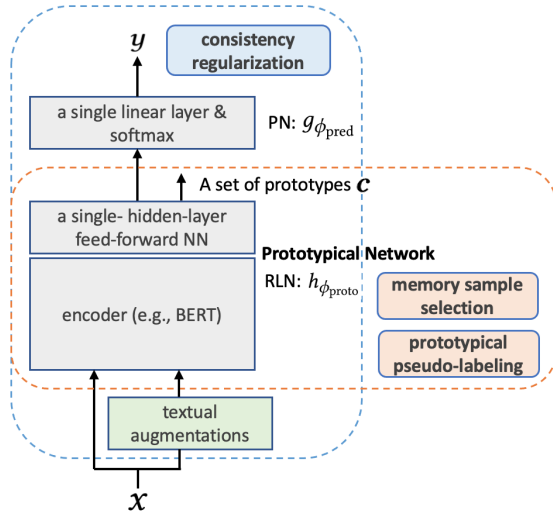 y
consistency
regularization
a single linear layer &
softmax
PN: gϕpred
A set of prototypes c
a single- hidden-layer
feed-forward NN
Prototypical Network
RLN: hϕproto
encoder (e.g., BERT)
memory sample
selection
prototypical
pseudo-labeling
textual
augmentations
x